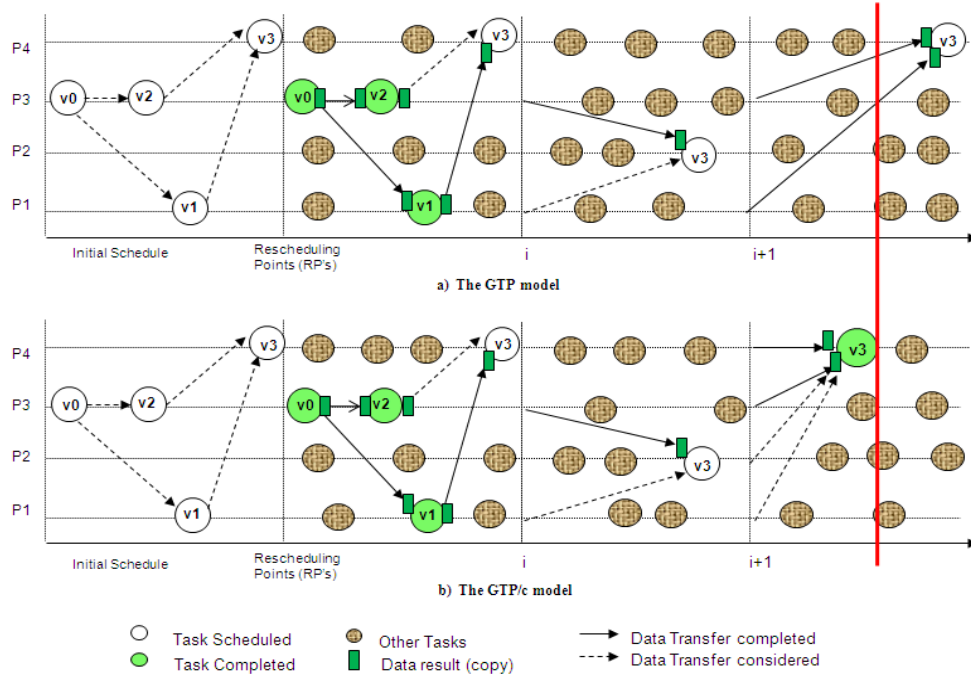 P4
v3
v3
v3
P3
v0
v2
v0
v2
P2
v3
P1
v1
v1
Initial Schedule
Rescheduling
Points (RP's)
i
i+1
a) The GTP model
P4
v3
v3
v3
P3
v0
v2
v0
v2
P2
v3
P1
v1
v1
Initial Schedule
Rescheduling
Points (RP's)
i
i+1
b) The GTP/c model
Task Scheduled
Other Tasks
Data Transfer completed
Task Completed
Data result (copy)
Data Transfer considered